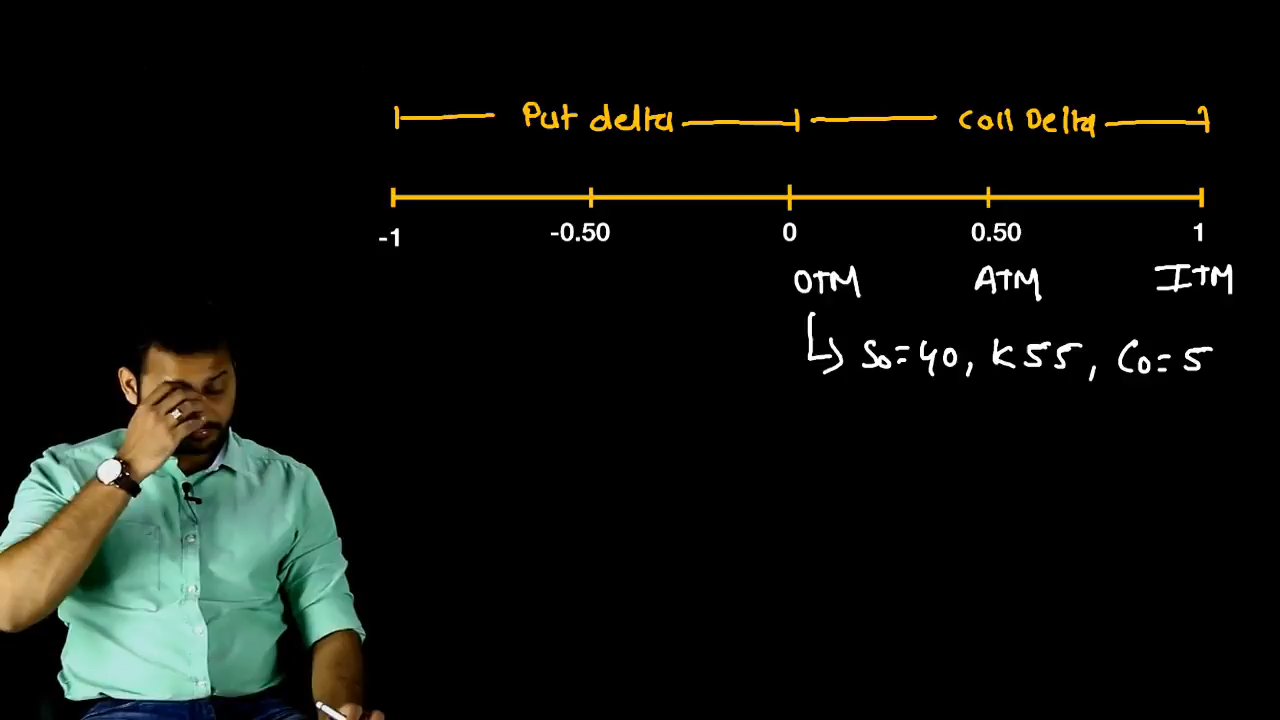 Put delta Call Delta
-1 -0.50 0 0.50 1
OTM ATM ITM
S0=40, K55, C0=5